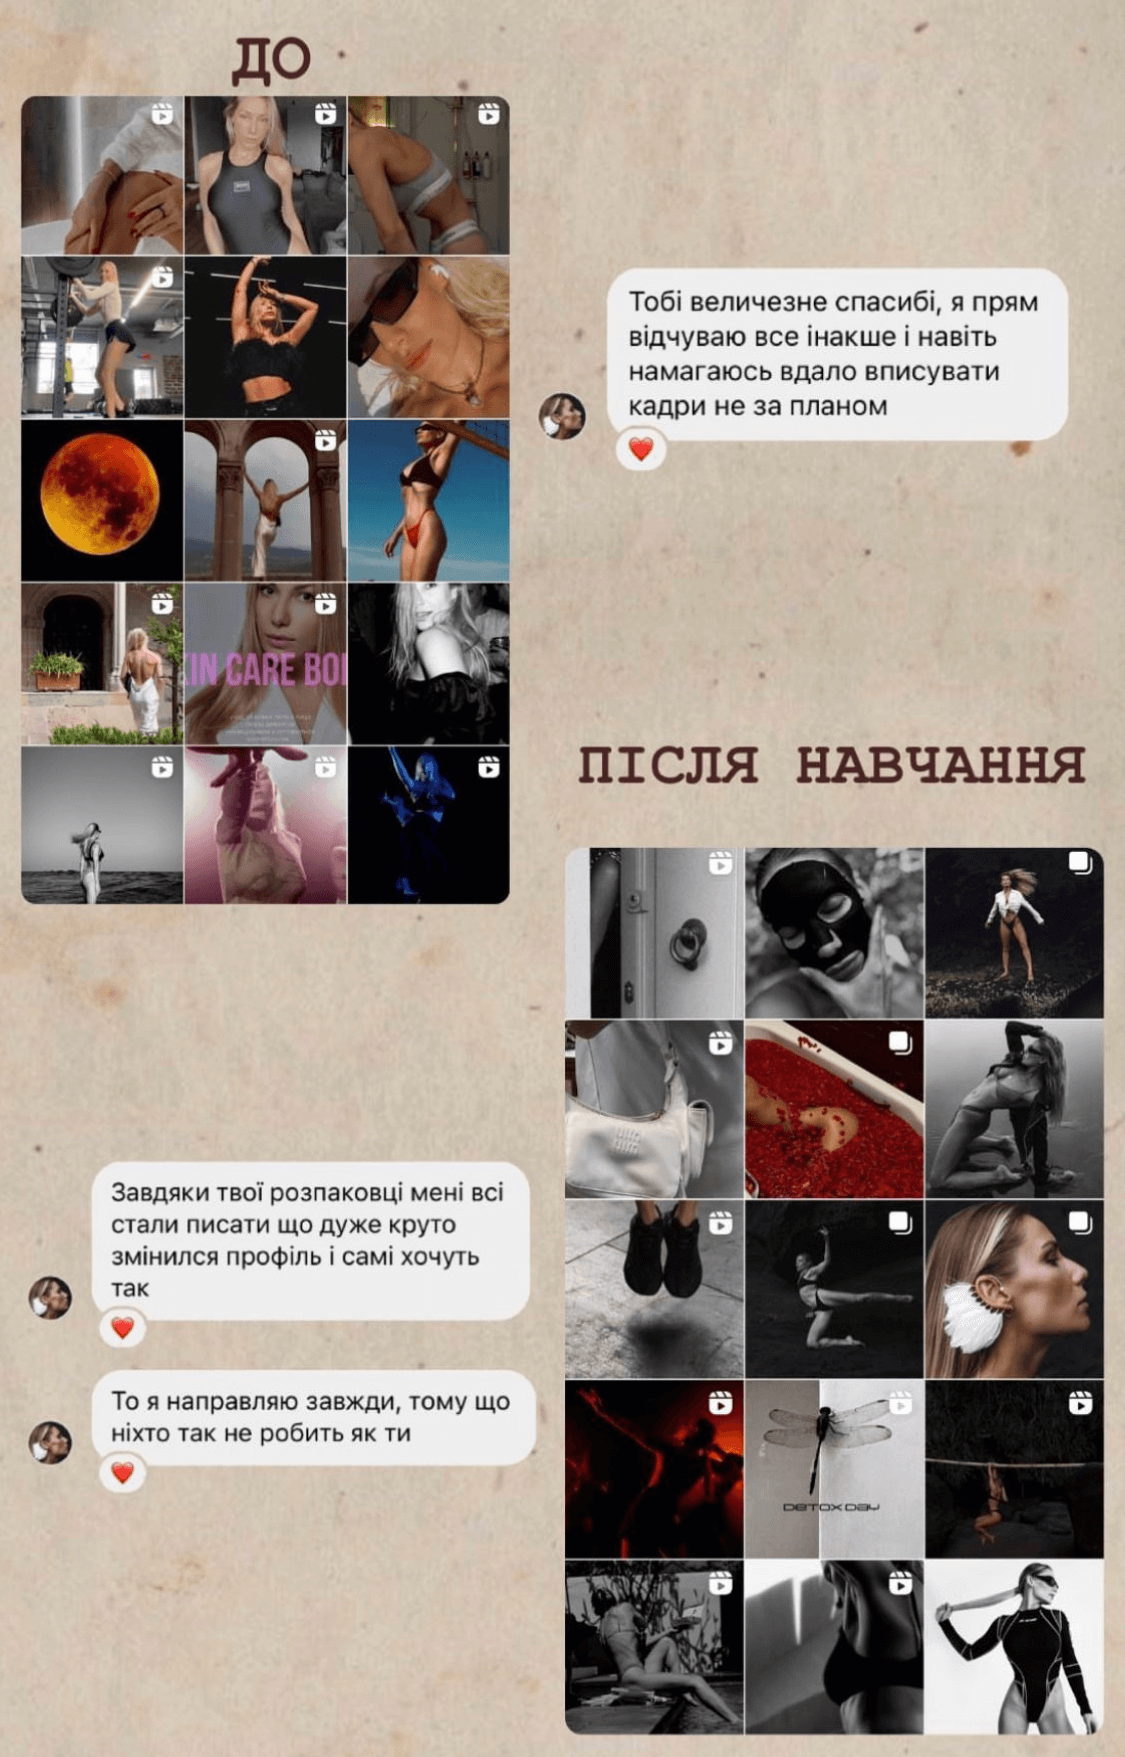 ДО
IN CARE BO
Тобі величезне спасибі, я прям
відчуваю все інакше і навіть
намагаюсь вдало вписувати
кадри не за планом
ПІСЛЯ НАВЧАННЯ
Завдяки твої розпаковці мені всі
стали писати що дуже круто
змінился профіль і самі хочуть
так
То я направляю завжди, тому що
ніхто так не робить як ти
DETOX DAY